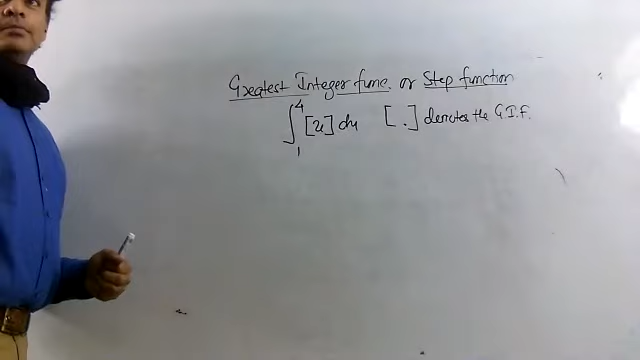 Greatest Integer func. or Step function
∫₁⁴ [x] dx [ . ] denotes the G.I.F.